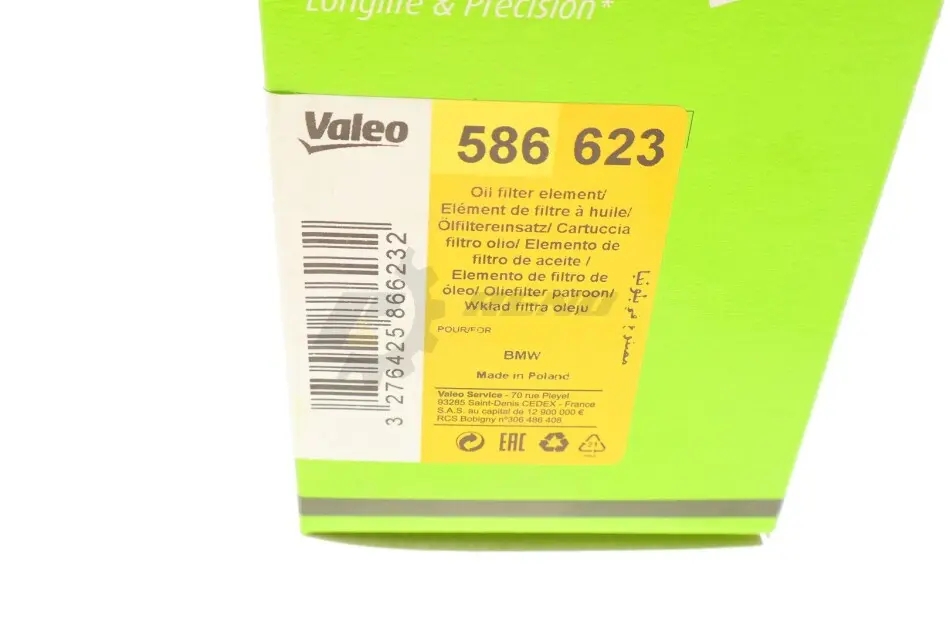 Longlife & Precision*
Valeo
586 623
Oil filter element/
Elément de filtre à huile/
Ölfiltereinsatz/ Cartuccia
filtro olio/ Elemento de
filtro de aceite /
Elemento de filtro de
óleo/ Oliefilter patroon/
Wkład filtra oleju
POUR/FOR
BMW
Made in Poland
Valeo Service - 70 rue Pleyel
93285 Saint-Denis CEDEX - France
S.A.S. au capital de 12 900 000 €
RCS Bobigny n°306 486 408
EAC
21
3 276425 866232